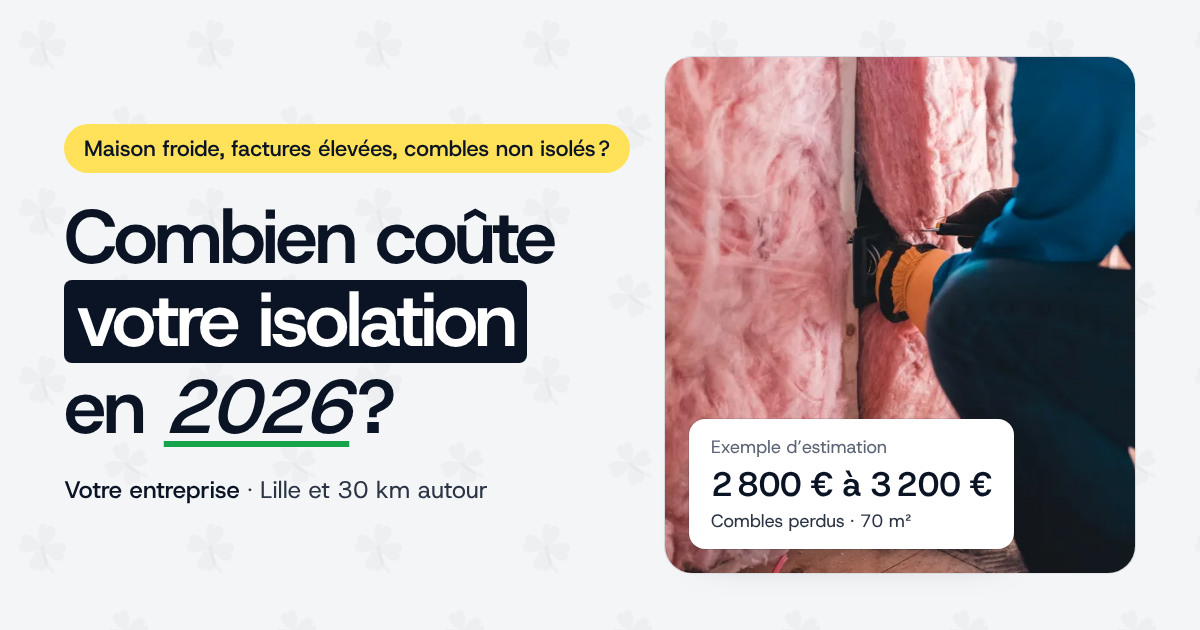 Maison froide, factures élevées, combles non isolés ?
Combien coûte
votre isolation
en 2026?
Votre entreprise · Lille et 30 km autour
Exemple d’estimation
2 800 € à 3 200 €
Combles perdus · 70 m²